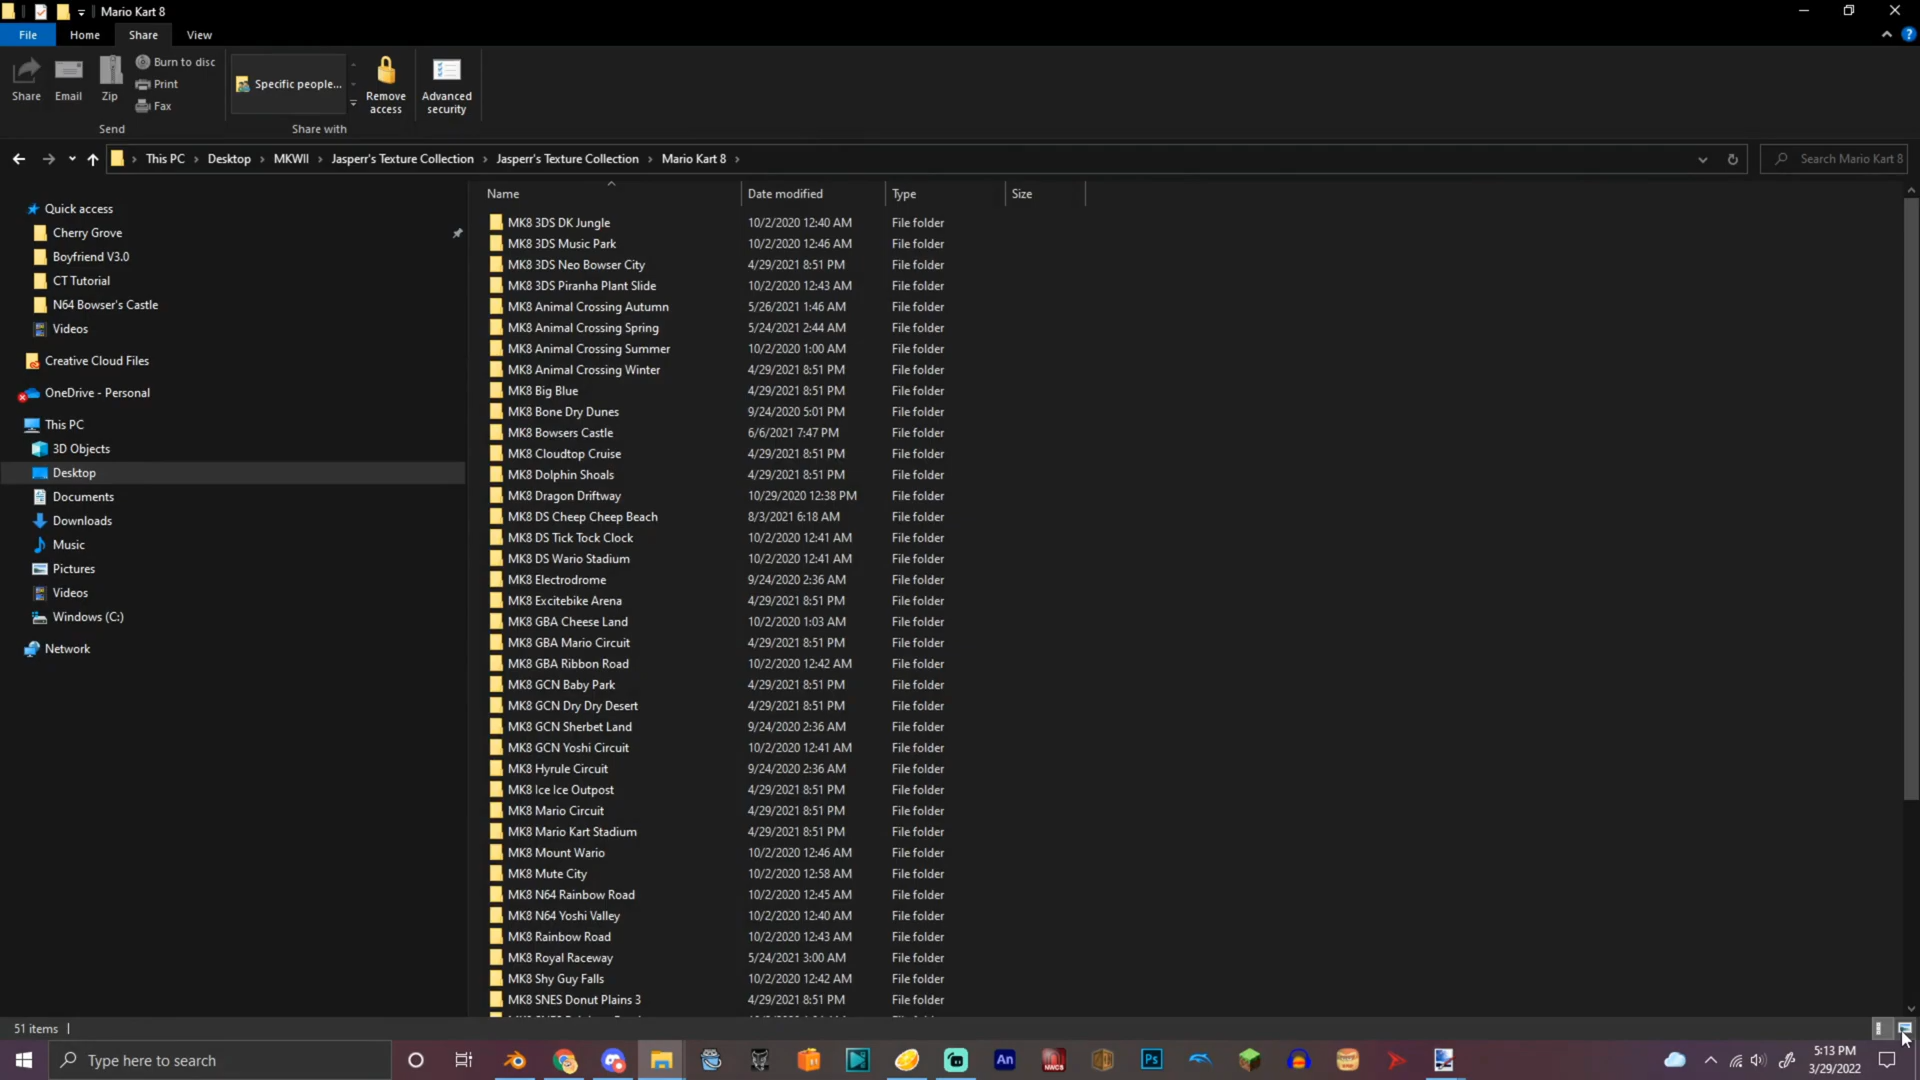 Mario Kart 8
File Home Share View
Share Email Zip Burn to disc Print Fax Specific people... Remove access Advanced security
Send Share with
This PC Desktop MKWII Jasperr's Texture Collection Jasperr's Texture Collection Mario Kart 8 Search Mario Kart 8
Quick access
Cherry Grove
Boyfriend V3.0
CT Tutorial
N64 Bowser's Castle
Videos
Creative Cloud Files
OneDrive - Personal
This PC
3D Objects
Desktop
Documents
Downloads
Music
Pictures
Videos
Windows (C:)
Network
Name Date modified Type Size
MK8 3DS DK Jungle 10/2/2020 12:40 AM File folder
MK8 3DS Music Park 10/2/2020 12:46 AM File folder
MK8 3DS Neo Bowser City 4/29/2021 8:51 PM File folder
MK8 3DS Piranha Plant Slide 10/2/2020 12:43 AM File folder
MK8 Animal Crossing Autumn 5/26/2021 1:46 AM File folder
MK8 Animal Crossing Spring 5/24/2021 2:44 AM File folder
MK8 Animal Crossing Summer 10/2/2020 1:00 AM File folder
MK8 Animal Crossing Winter 4/29/2021 8:51 PM File folder
MK8 Big Blue 4/29/2021 8:51 PM File folder
MK8 Bone Dry Dunes 9/24/2020 5:01 PM File folder
MK8 Bowsers Castle 6/6/2021 7:47 PM File folder
MK8 Cloudtop Cruise 4/29/2021 8:51 PM File folder
MK8 Dolphin Shoals 4/29/2021 8:51 PM File folder
MK8 Dragon Driftway 10/29/2020 12:38 PM File folder
MK8 DS Cheep Cheep Beach 8/3/2021 6:18 AM File folder
MK8 DS Tick Tock Clock 10/2/2020 12:41 AM File folder
MK8 DS Wario Stadium 10/2/2020 12:41 AM File folder
MK8 Electrodrome 9/24/2020 2:36 AM File folder
MK8 Excitebike Arena 4/29/2021 8:51 PM File folder
MK8 GBA Cheese Land 10/2/2020 1:03 AM File folder
MK8 GBA Mario Circuit 4/29/2021 8:51 PM File folder
MK8 GBA Ribbon Road 10/2/2020 12:42 AM File folder
MK8 GCN Baby Park 4/29/2021 8:51 PM File folder
MK8 GCN Dry Dry Desert 4/29/2021 8:51 PM File folder
MK8 GCN Sherbet Land 9/24/2020 2:36 AM File folder
MK8 GCN Yoshi Circuit 10/2/2020 12:41 AM File folder
MK8 Hyrule Circuit 9/24/2020 2:36 AM File folder
MK8 Ice Ice Outpost 4/29/2021 8:51 PM File folder
MK8 Mario Circuit 4/29/2021 8:51 PM File folder
MK8 Mario Kart Stadium 4/29/2021 8:51 PM File folder
MK8 Mount Wario 10/2/2020 12:46 AM File folder
MK8 Mute City 10/2/2020 12:58 AM File folder
MK8 N64 Rainbow Road 10/2/2020 12:45 AM File folder
MK8 N64 Yoshi Valley 10/2/2020 12:40 AM File folder
MK8 Rainbow Road 10/2/2020 12:43 AM File folder
MK8 Royal Raceway 5/24/2021 3:00 AM File folder
MK8 Shy Guy Falls 10/2/2020 12:42 AM File folder
MK8 SNES Donut Plains 3 4/29/2021 8:51 PM File folder
51 items
Type here to search An NWCS Ps 5:13 PM
3/29/2022